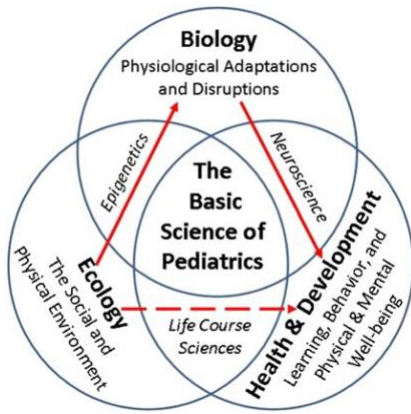 Biology
Physiological Adaptations
and Disruptions
Epigenetics
Neuroscience
The
Basic
Science of
Pediatrics
Ecology
The Social and
Physical Environment
Life Course
Sciences
Health & Development
Learning, Behavior, and
Physical & Mental
Well-being